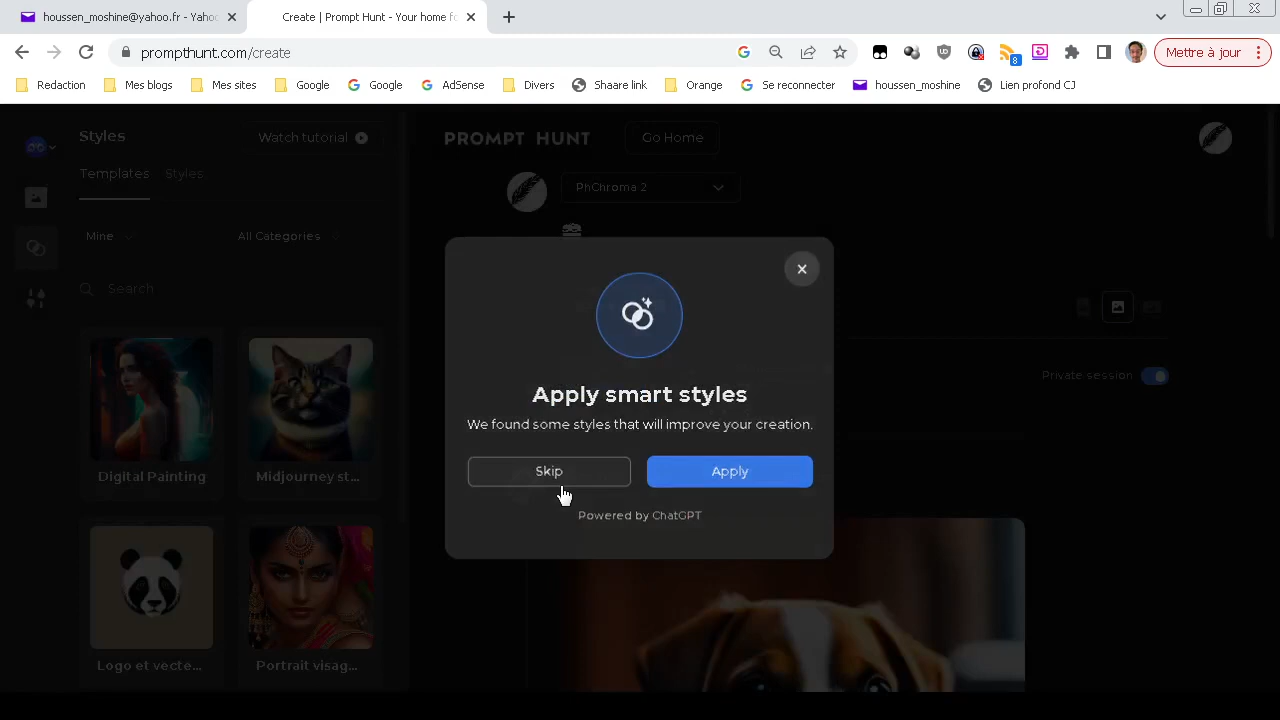 houssen_moshine@yahoo.fr - Yaho
Create | Prompt Hunt - Your home fo
prompthunt.com/create
8
Mettre à jour
Redaction
Mes blos
Mes sites
Google
Google
AdSense
Divers
Shaare link
Orange
Se reconnecter
houssen_moshine
Lien profond CJ
Styles
Watch tutorial
Templates
Styles
Mine
All Categories
Search
Digital Painting
Midjourney st...
Logo et vecte...
Portrait visag...
PROMPT HUNT
Go Home
PhChroma 2
Private session
Apply smart styles
We found some styles that will improve your creation.
Skip
Apply
Powered by ChatGPT